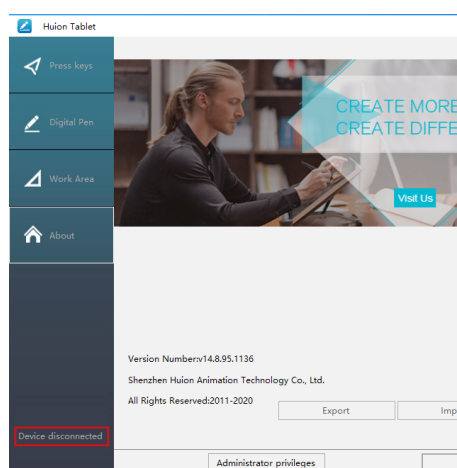 Huion Tablet
Press keys
Digital Pen
Work Area
About
CREATE MORE
CREATE DIFFE
Visit Us
Version Number:v14.8.95.1136
Shenzhen Huion Animation Technology Co., Ltd.
All Rights Reserved:2011-2020
Export
Imp
Device disconnected
Administrator privileges